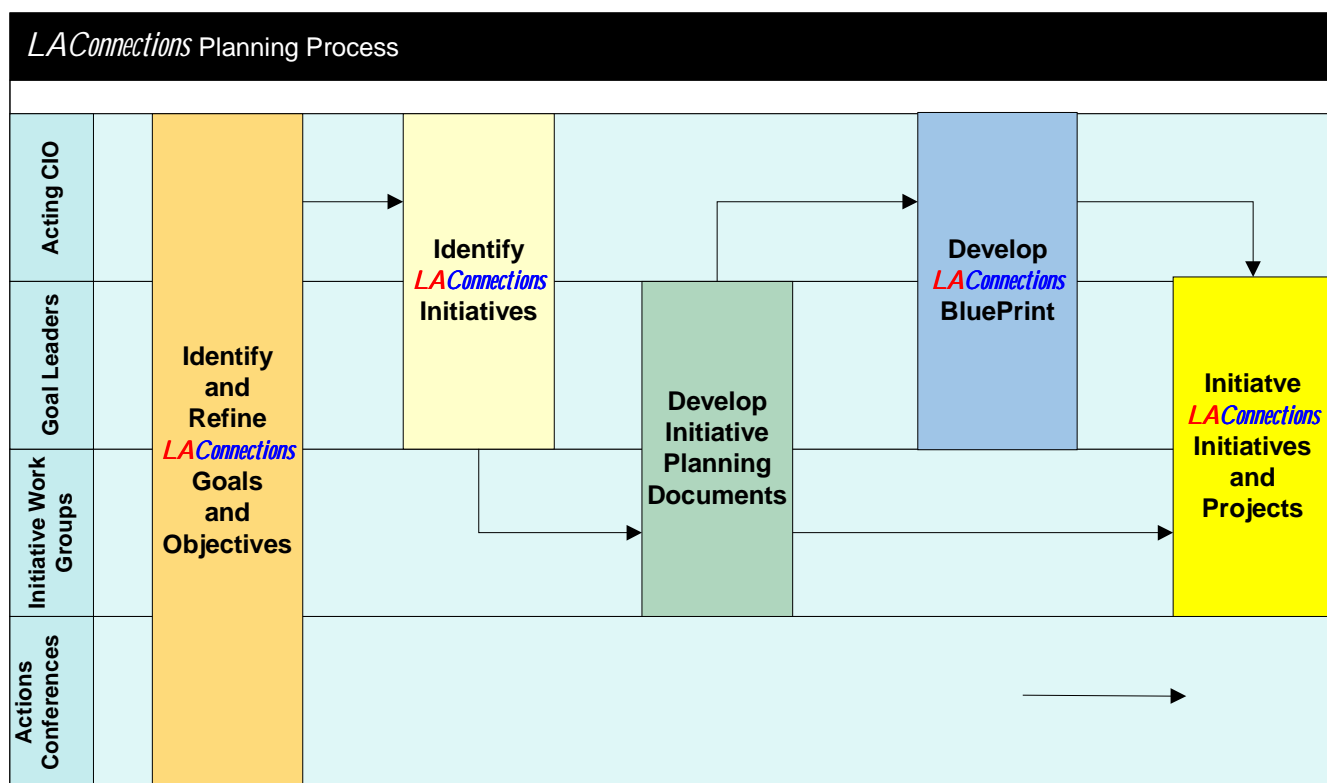 LAConnections Planning Process
Acting CIO
Goal Leaders
Initiative Work
Groups
Actions
Conferences
Identify
and
Refine
LAConnections
Goals
and
Objectives
Identify
LAConnections
Initiatives
Develop
Initiative
Planning
Documents
Develop
LAConnections
BluePrint
Initiatve
LAConnections
Initiatives
and
Projects